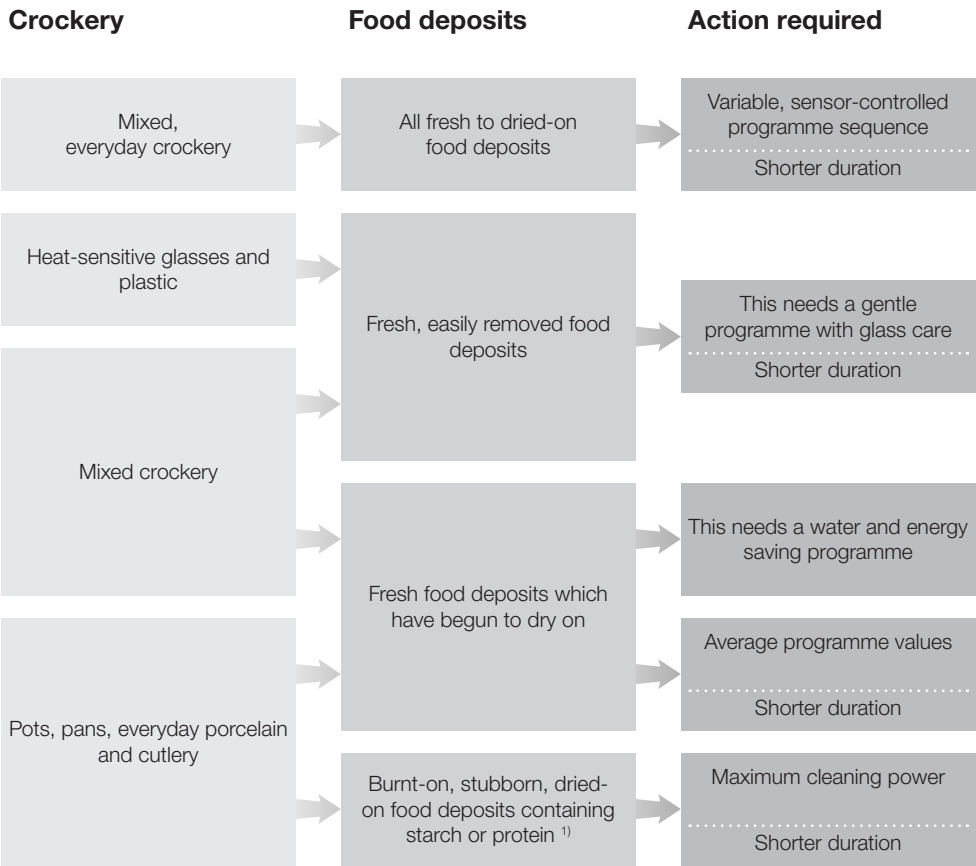 Crockery
Food deposits
Action required
Mixed,
everyday crockery
All fresh to dried-on
food deposits
Variable, sensor-controlled
programme sequence
Shorter duration
Heat-sensitive glasses and
plastic
Fresh, easily removed food
deposits
This needs a gentle
programme with glass care
Shorter duration
Mixed crockery
Fresh food deposits which
have begun to dry on
This needs a water and energy
saving programme
Average programme values
Shorter duration
Pots, pans, everyday porcelain
and cutlery
Burnt-on, stubborn, dried-
on food deposits containing
starch or protein 1)
Maximum cleaning power
Shorter duration